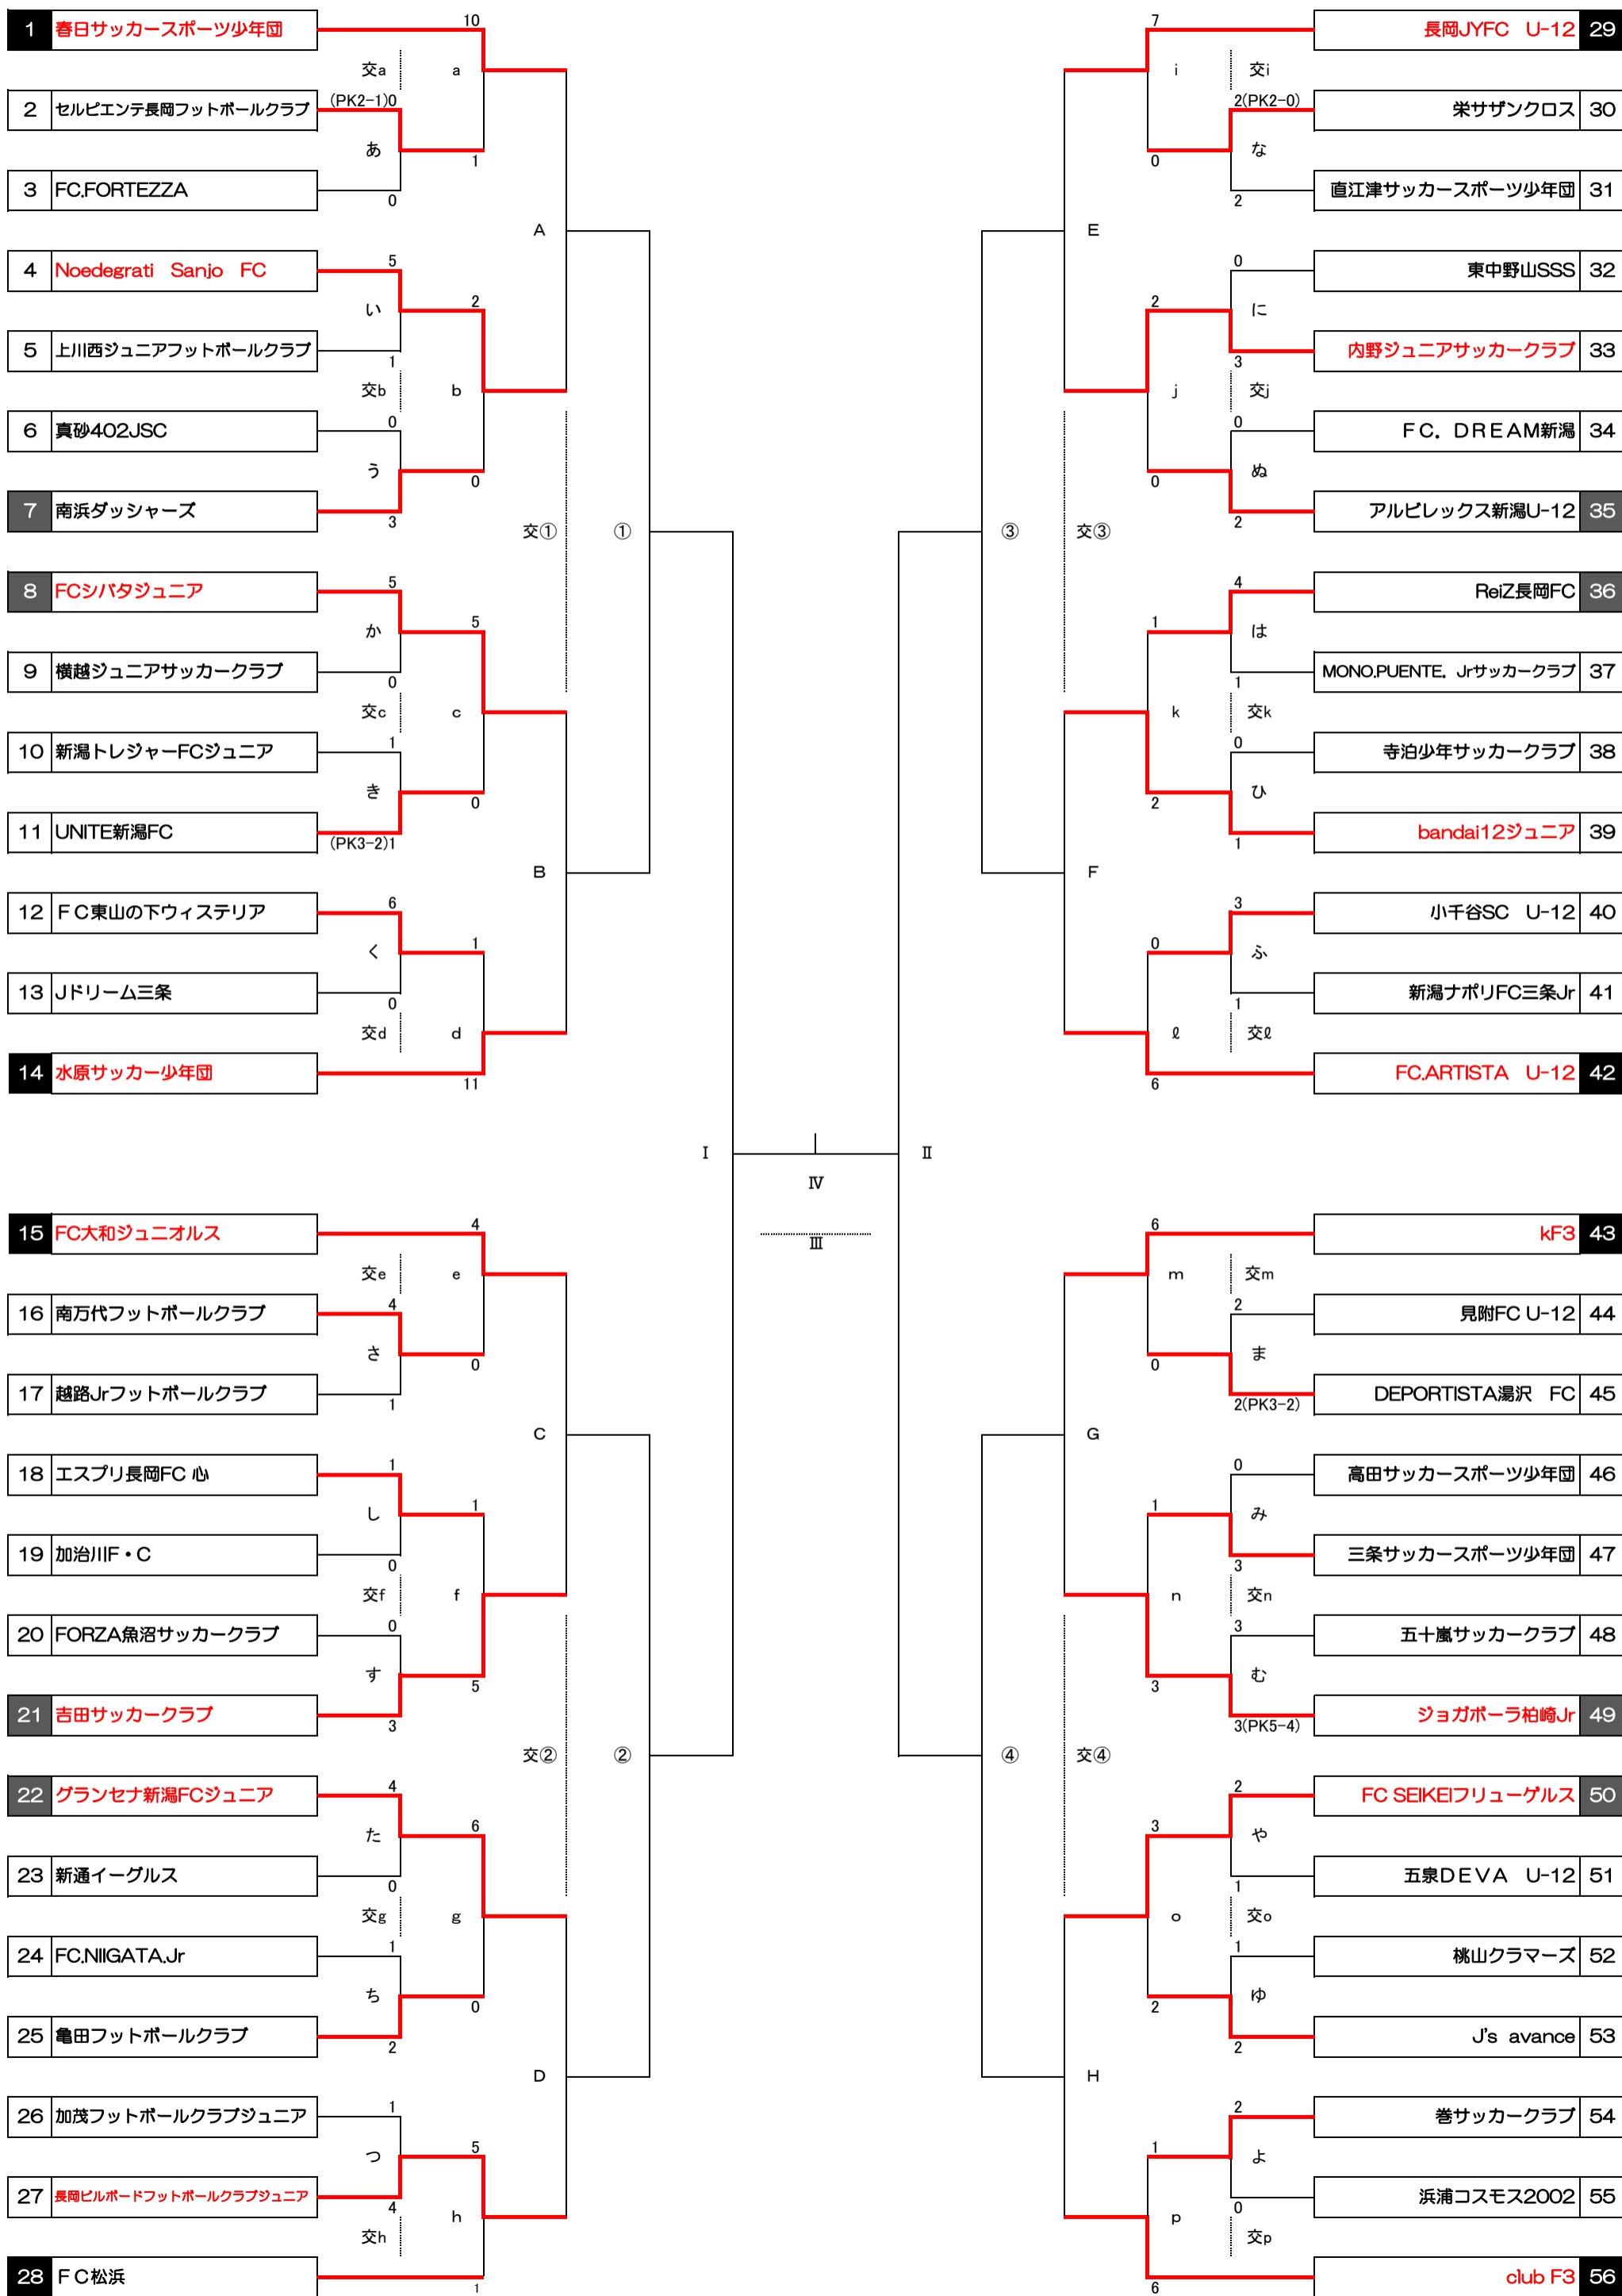 1 春日サッカースポーツ少年団 10
交a a
2 セルピエンテ長岡フットボールクラブ (PK2-1)0
あ 1
3 FC.FORTEZZA 0
A
4 Noedegrati Sanjo FC 5
い 2
5 上川西ジュニアフットボールクラブ 1
交b b
6 真砂402JSC 0
う 0
7 南浜ダッシャーズ 3
交① ①
8 FCシバタジュニア 5
か 5
9 横越ジュニアサッカークラブ 0
交c c
10 新潟トレジャーFCジュニア 1
き 0
11 UNITE新潟FC (PK3-2)1
B
12 ＦＣ東山の下ウィステリア 6
く 1
13 Jドリーム三条 0
交d d
14 水原サッカー少年団 11
Ⅰ
15 FC大和ジュニオルス 4
交e e
16 南万代フットボールクラブ 4
さ 0
17 越路Jrフットボールクラブ 1
C
18 エスプリ長岡FC 心 1
し 1
19 加治川F・C 0
交f f
20 FORZA魚沼サッカークラブ 0
す 5
21 吉田サッカークラブ 3
交② ②
22 グランセナ新潟FCジュニア 4
た 6
23 新通イーグルス 0
交g g
24 FC.NIIGATA.Jr 1
ち 0
25 亀田フットボールクラブ 2
D
26 加茂フットボールクラブジュニア 1
つ 5
27 長岡ビルボードフットボールクラブジュニア 4
交h h
28 ＦＣ松浜 1
Ⅳ
Ⅲ
7 長岡JYFC U-12 29
i 交i
2(PK2-0) 栄サザンクロス 30
0 な
2 直江津サッカースポーツ少年団 31
E
0 東中野山SSS 32
2 に
3 内野ジュニアサッカークラブ 33
j 交j
0 ＦＣ．ＤＲＥＡＭ新潟 34
0 ぬ
2 アルビレックス新潟U-12 35
③ 交③
4 ReiZ長岡FC 36
1 は
1 MONO.PUENTE．Jrサッカークラブ 37
k 交k
0 寺泊少年サッカークラブ 38
2 ひ
1 bandai12ジュニア 39
F
3 小千谷SC U-12 40
0 ふ
1 新潟ナポリFC三条Jr 41
ℓ 交ℓ
6 FC.ARTISTA U-12 42
Ⅱ
6 kF3 43
m 交m
2 見附FC U-12 44
0 ま
2(PK3-2) DEPORTISTA湯沢 FC 45
G
0 高田サッカースポーツ少年団 46
1 み
3 三条サッカースポーツ少年団 47
n 交n
3 五十嵐サッカークラブ 48
3 む
3(PK5-4) ジョガボーラ柏崎Jr 49
④ 交④
2 FC SEIKEIフリューゲルス 50
3 や
1 五泉ＤＥＶＡ U-12 51
o 交o
1 桃山クラマーズ 52
2 ゆ
2 J's avance 53
H
2 巻サッカークラブ 54
1 よ
0 浜浦コスモス2002 55
p 交p
6 club F3 56